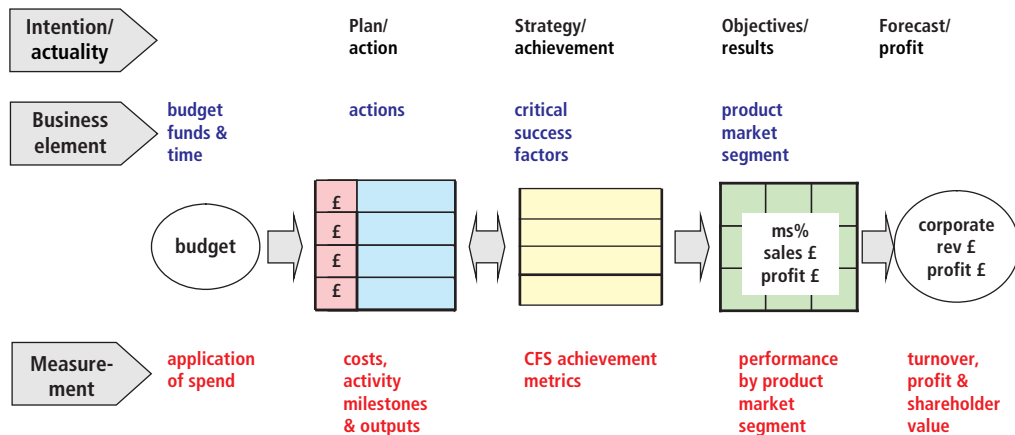 Intention/
actuality
Plan/
action
Strategy/
achievement
Objectives/
results
Forecast/
profit
Business
element
budget
funds &
time
actions
critical
success
factors
product
market
segment
budget
£
£
£
£
ms%
sales £
profit £
corporate
rev £
profit £
Measure-
ment
application
of spend
costs,
activity
milestones
& outputs
CFS achievement
metrics
performance
by product
market
segment
turnover,
profit &
shareholder
value